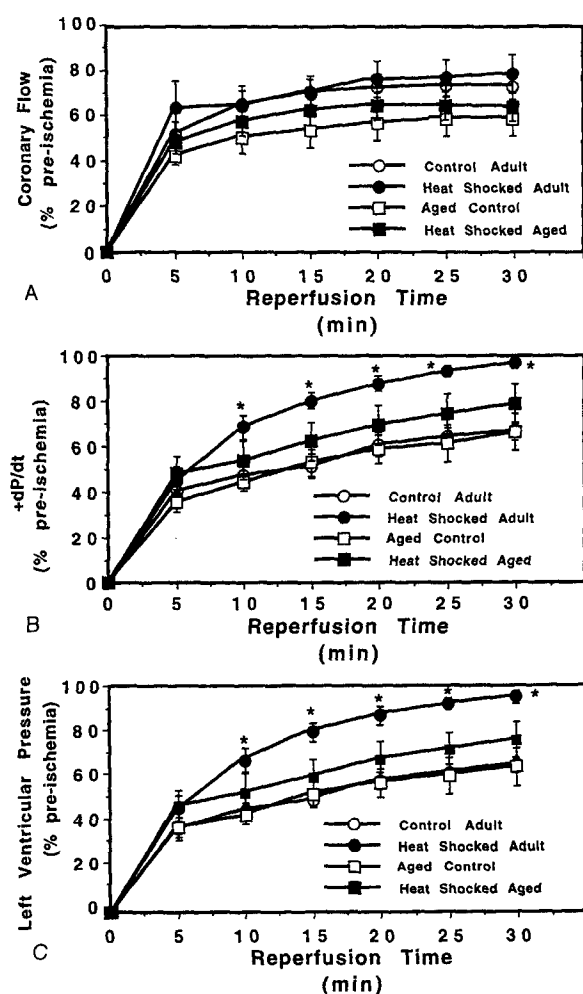 Coronary Flow
(% pre-ischemia)
100
80
60
40
20
0
Control Adult
Heat Shocked Adult
Aged Control
Heat Shocked Aged
0 5 10 15 20 25 30
A
Reperfusion Time
(min)
+dP/dt
(% pre-ischemia)
100
80
60
40
20
0
* * * * *
Control Adult
Heat Shocked Adult
Aged Control
Heat Shocked Aged
0 5 10 15 20 25 30
B
Reperfusion Time
(min)
Left Ventricular Pressure
(% pre-ischemia)
100
80
60
40
20
0
* * * * *
Control Adult
Heat Shocked Adult
Aged Control
Heat Shocked Aged
0 5 10 15 20 25 30
C
Reperfusion Time
(min)